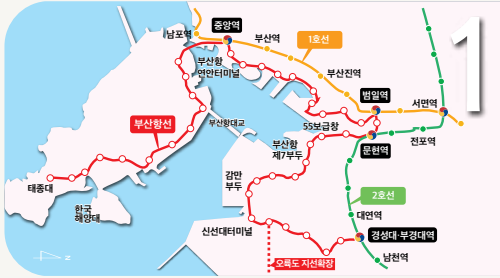 중앙역
남포역
부산역
1호선
1
부산항
연안터미널
부산진역
범일역
서면역
부산항선
부산항대교
55보급창
전포역
부산항
제7부두
문현역
감만
부두
태종대
2호선
한국
해양대
대연역
신선대터미널
경성대·부경대역
오륙도 지선확장
남천역
N